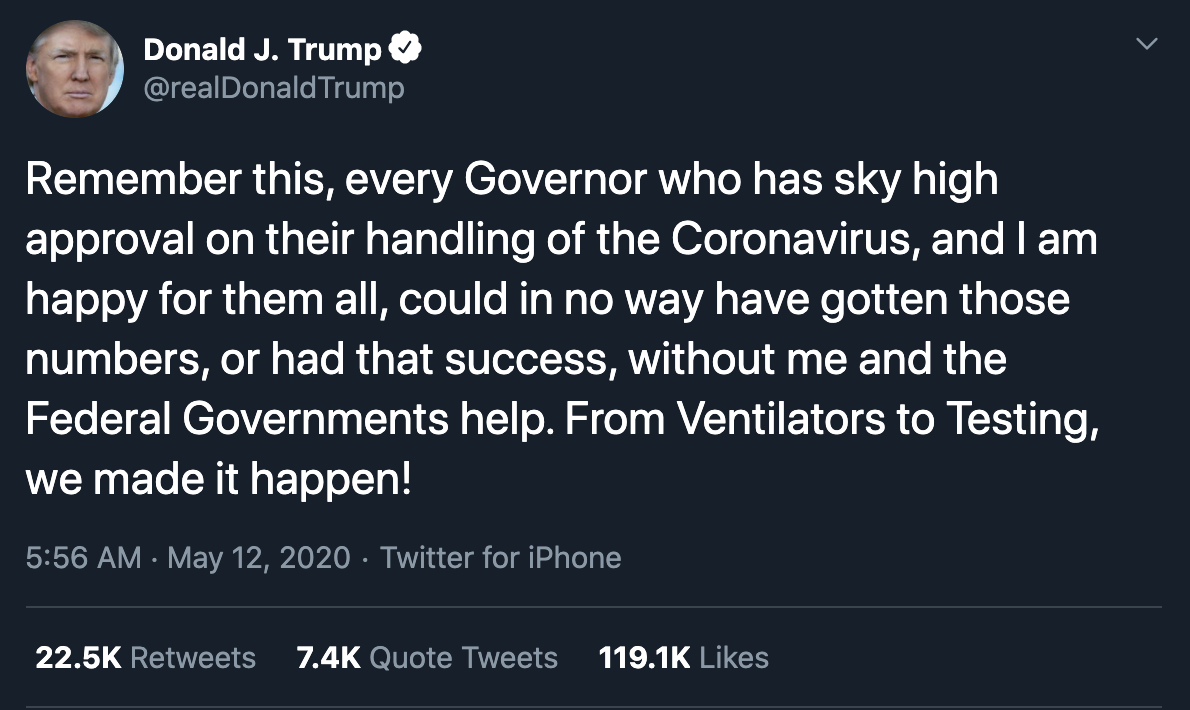 Donald J. Trump
@realDonaldTrump
Remember this, every Governor who has sky high
approval on their handling of the Coronavirus, and I am
happy for them all, could in no way have gotten those
numbers, or had that success, without me and the
Federal Governments help. From Ventilators to Testing,
we made it happen!
5:56 AM · May 12, 2020 · Twitter for iPhone
22.5K Retweets 7.4K Quote Tweets 119.1K Likes